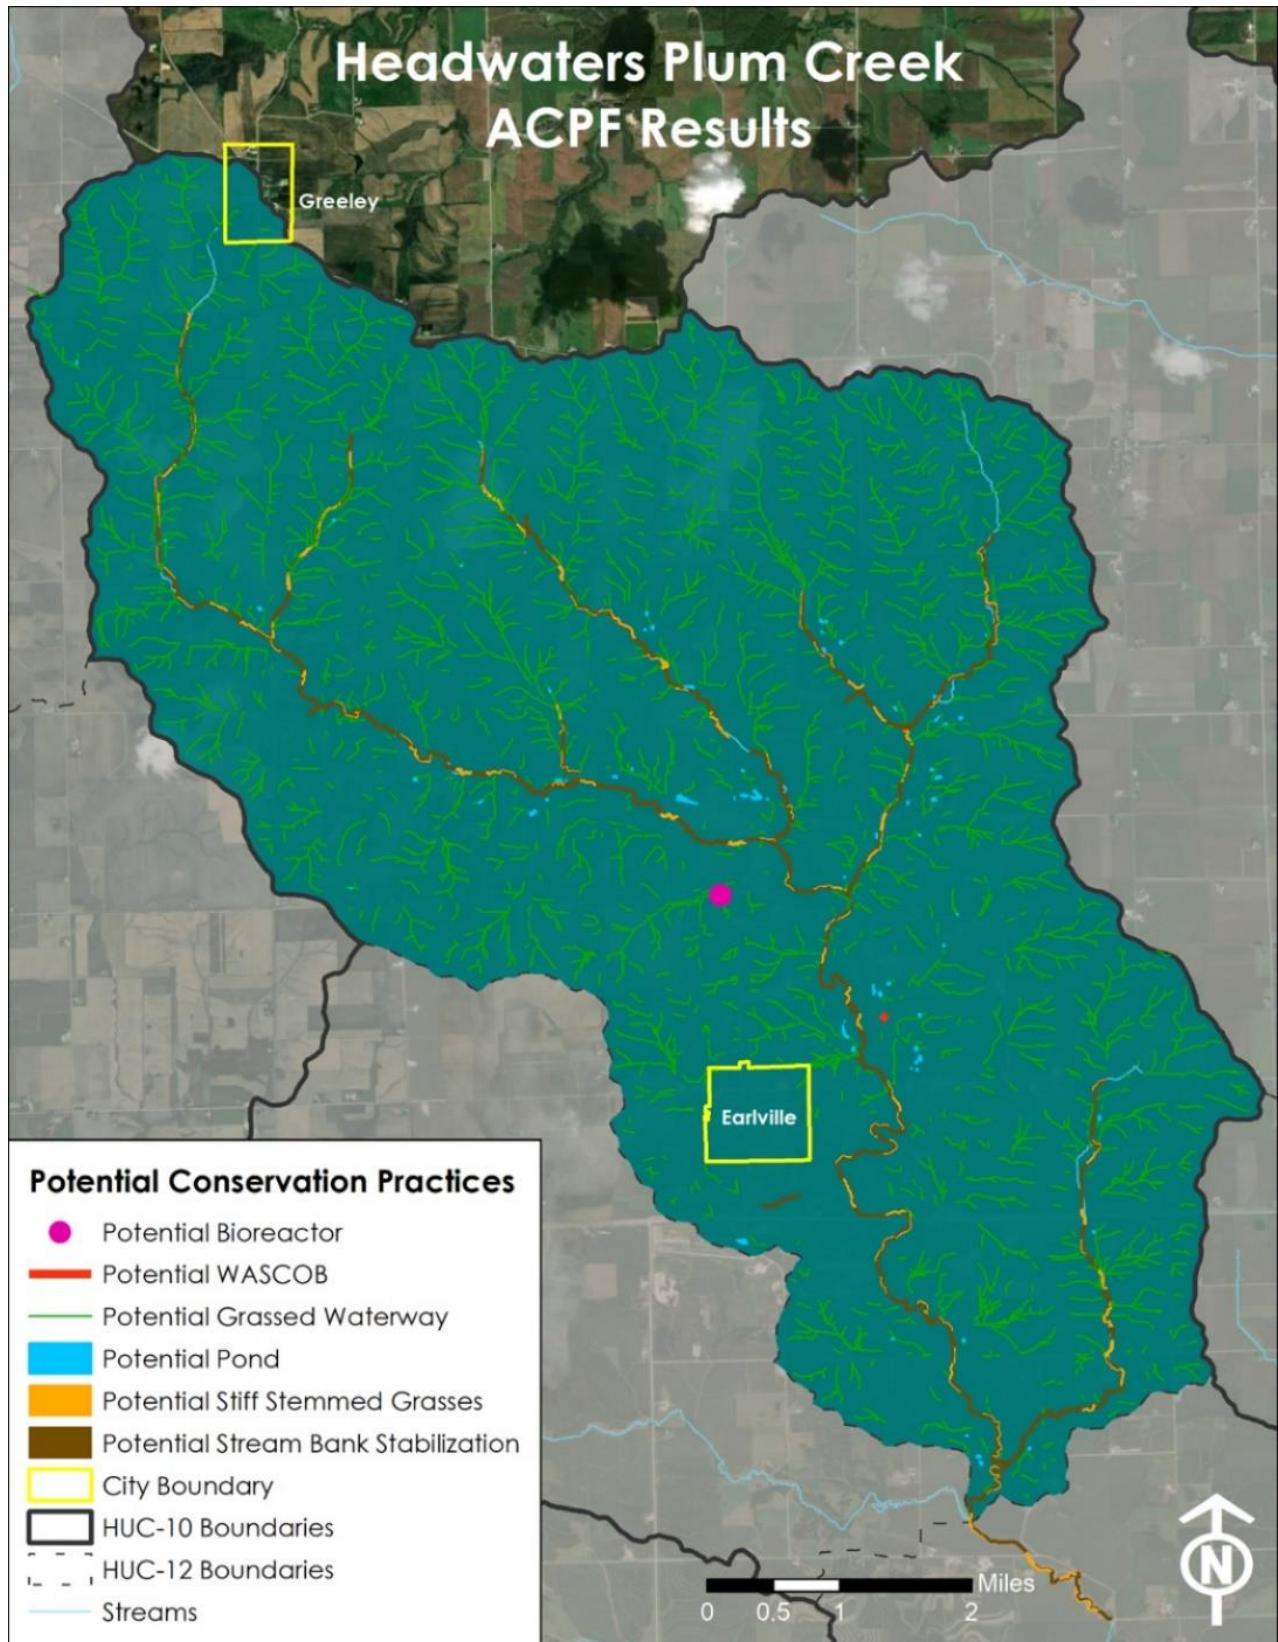 Headwaters Plum Creek
ACPF Results
Greeley
Earlville
Potential Conservation Practices
Potential Bioreactor
Potential WASCOB
Potential Grassed Waterway
Potential Pond
Potential Stiff Stemmed Grasses
Potential Stream Bank Stabilization
City Boundary
HUC-10 Boundaries
HUC-12 Boundaries
Streams
Miles
0 0.5 1 2
N